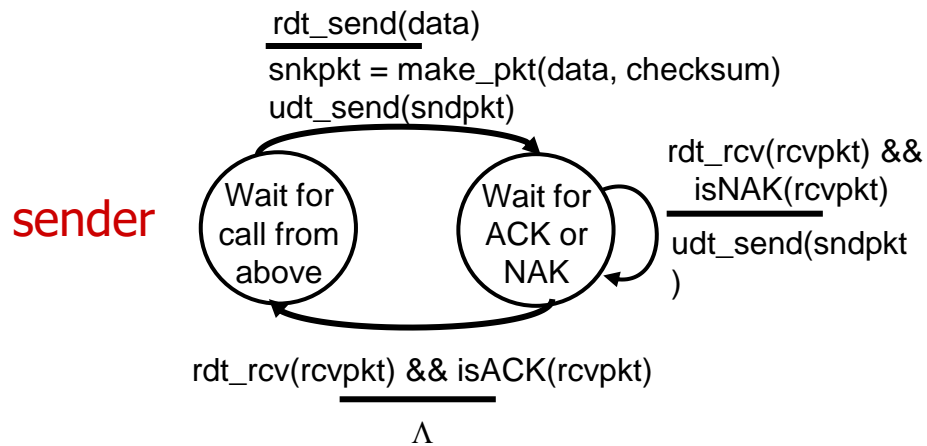 rdt_send(data)
snkpkt = make_pkt(data, checksum)
udt_send(sndpkt)
rdt_rcv(rcvpkt) &&
isNAK(rcvpkt)
udt_send(sndpkt
)
sender
Wait for
call from
above
Wait for
ACK or
NAK
rdt_rcv(rcvpkt) && isACK(rcvpkt)
Λ